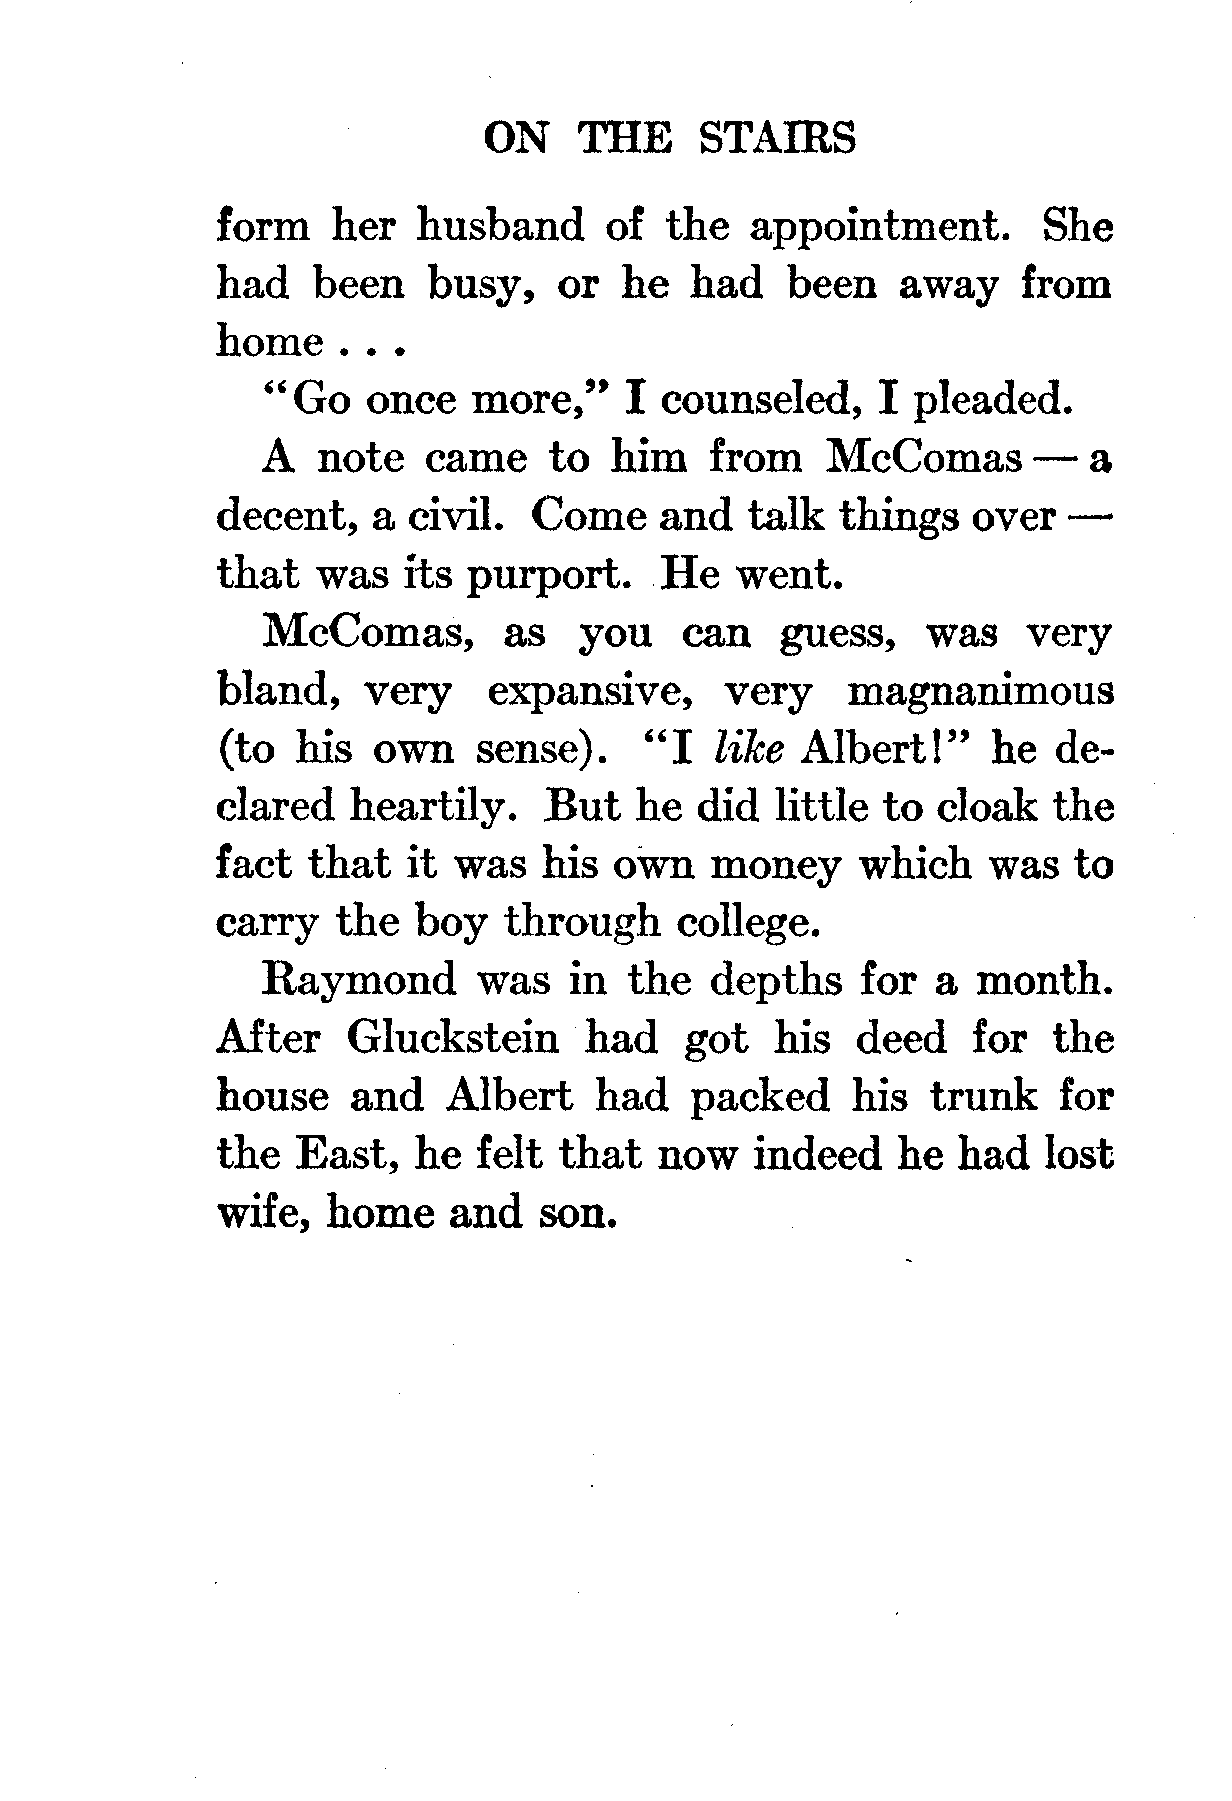 ON THE STAIRS
form her husband of the appointment. She
had been busy, or he had been away from
home . . .
"Go once more," I counseled, I pleaded.
A note came to him from McComas — a
decent, a civil. Come and talk things over —
that was its purport. He went.
McComas, as you can guess, was very
bland, very expansive, very magnanimous
(to his own sense). "I like Albert!" he de-
clared heartily. But he did little to cloak the
fact that it was his own money which was to
carry the boy through college.
Raymond was in the depths for a month.
After Gluckstein had got his deed for the
house and Albert had packed his trunk for
the East, he felt that now indeed he had lost
wife, home and son.